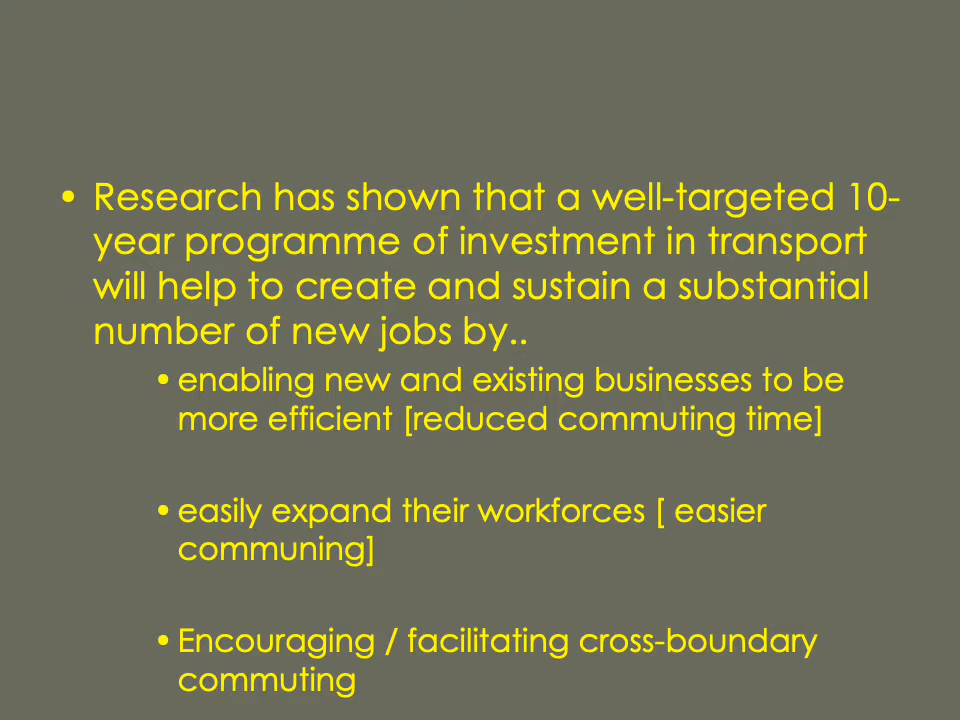 • Research has shown that a well-targeted 10-
year programme of investment in transport
will help to create and sustain a substantial
number of new jobs by..
• enabling new and existing businesses to be
more efficient [reduced commuting time]
• easily expand their workforces [ easier
communing]
• Encouraging / facilitating cross-boundary
commuting